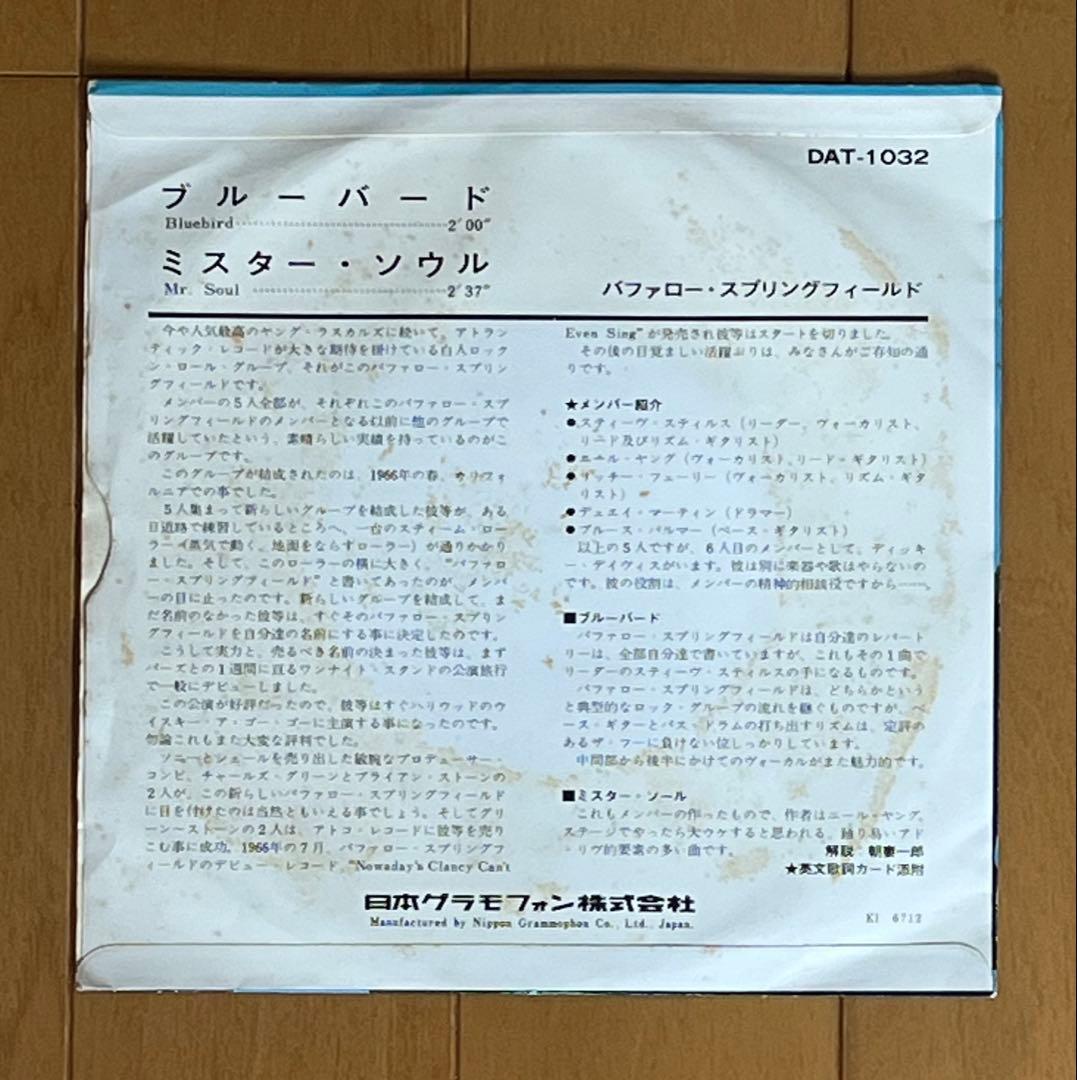 DAT-1032
ブルーバード
Bluebird 2′00″
ミスター・ソウル
Mr. Soul 2′37″
バファロー・スプリングフィールド
今や人気最高のヤング・ラスカルズに続いて、アトラン
ティック・レコードが大きな期待を掛けている白人ロック
ン・ロール・グループ、それがこのバファロー・スプリン
グフィールドです。
メンバーの5人全部が、それぞれこのバファロー・スプ
リングフィールドのメンバーとなる以前に他のグループで
活躍していたという、素晴らしい実績を持っているのがこ
のグループです。
このグループが結成されたのは、1966年の春、カリフォ
ルニアでの事でした。
5人集まって新らしいグループを結成した彼等が、ある
日道路で練習しているところへ、一台のスティーム・ロー
ラー（蒸気で動く、地面をならすローラー）が通りかかり
ました。そして、このローラーの横に大きく、“バファロ
ー・スプリングフィールド”と書いてあったのが、メンバ
ーの目に止ったのです。新らしいグループを結成して、ま
だ名前のなかった彼等は、すぐそのバファロー・スプリン
グフィールドを自分達の名前にする事に決定したのです。
こうして実力と、売るべき名前の決まった彼等は、まず
バーズとの1週間に亘るワンナイト・スタンドの公演旅行
で一般にデビューしました。
この公演が好評だったので、彼等はすぐハリウッドのウ
イスキー・ア・ゴー・ゴーに主演する事になったのです。
勿論これもまた大変な評判でした。
ソニーとシェールを売り出した敏腕なプロデューサー・
コンビ、チャールズ・グリーンとブライアン・ストーンの
2人が、この新らしいバファロー・スプリングフィールド
に目を付けたのは当然ともいえる事でしょう。そしてグリ
ーン〜ストーンの2人は、アトコ・レコードに彼等を売り
こむ事に成功。1966年の7月、バファロー・スプリングフ
ィールドのデビュー・レコード、“Nowaday's Clancy Can't
Even Sing”が発売され彼等はスタートを切りました。
その後の目覚ましい活躍ぶりは、みなさんがご存知の通
りです。
★メンバー紹介
●スティーヴ・スティルス（リーダー、ヴォーカリスト、
リード及びリズム・ギタリスト）
●ニール・ヤング（ヴォーカリスト、リード・ギタリスト）
●リッチー・フューリー（ヴォーカリスト、リズム・ギタ
リスト）
●デュエイ・マーティン（ドラマー）
●ブルース・パルマー（ベース・ギタリスト）
以上の5人ですが、6人目のメンバーとして、ディッキ
ー・デイヴィスがいます。彼は別に楽器や歌はやらないの
です。彼の役割は、メンバーの精神的相談役ですから……。
■ブルーバード
バファロー・スプリングフィールドは自分達のレパート
リーは、全部自分達で書いていますが、これもその1曲で
リーダーのスティーヴ・スティルスの手になるものです。
バファロー・スプリングフィールドは、どちらかという
と典型的なロック・グループの流れを継ぐものですが、ベ
ース・ギターとバス・ドラムの打ち出すリズムは、定評の
あるザ・フーに負けない位しっかりしています。
中間部から後半にかけてのヴォーカルがまた魅力的です。
■ミスター・ソール
これもメンバーの作ったもので、作者はニール・ヤング、
ステージでやったら大ウケすると思われる、踊り易いアド
・リヴ的要素の多い曲です。 解説 朝妻一郎
★英文歌詞カード添附
日本グラモフォン株式会社
Manufactured by Nippon Grammophon Co., Ltd., Japan.
KI 6712